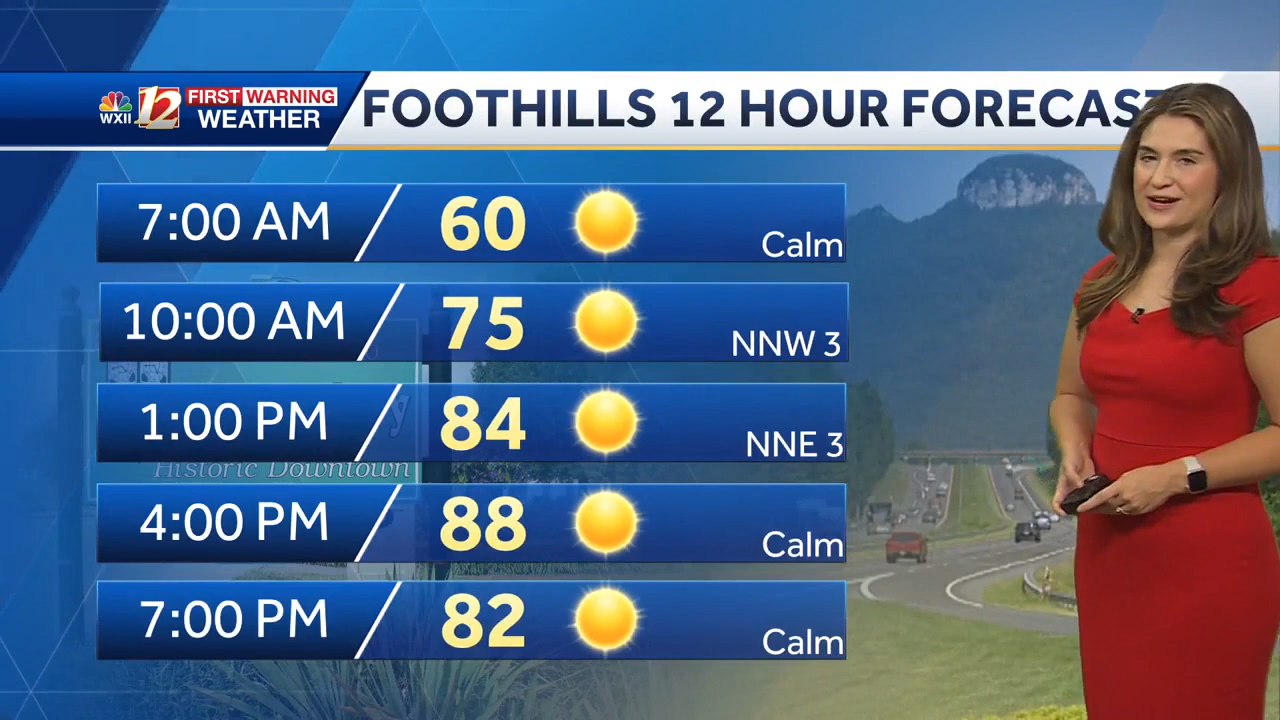 WXII 12 FIRST WARNING
WEATHER
FOOTHILLS 12 HOUR FORECAS
7:00 AM 60 Calm
10:00 AM 75 NNW 3
1:00 PM 84 NNE 3
Historic Downtown
4:00 PM 88 Calm
7:00 PM 82 Calm